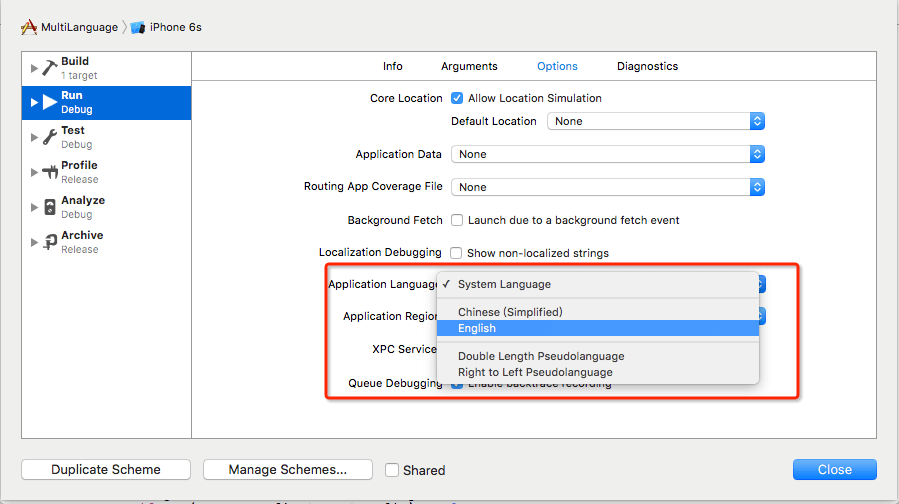 MultiLanguage iPhone 6s
Build
1 target
Run
Debug
Test
Debug
Profile
Release
Analyze
Debug
Archive
Release
Info Arguments Options Diagnostics
Core Location Allow Location Simulation
Default Location None
Application Data None
Routing App Coverage File None
Background Fetch Launch due to a background fetch event
Localization Debugging Show non-localized strings
Application Language System Language
Chinese (Simplified)
Application Region
English
XPC Service
Double Length Pseudolanguage
Right to Left Pseudolanguage
Queue Debugging Enable backtrace recording
Duplicate Scheme Manage Schemes... Shared Close